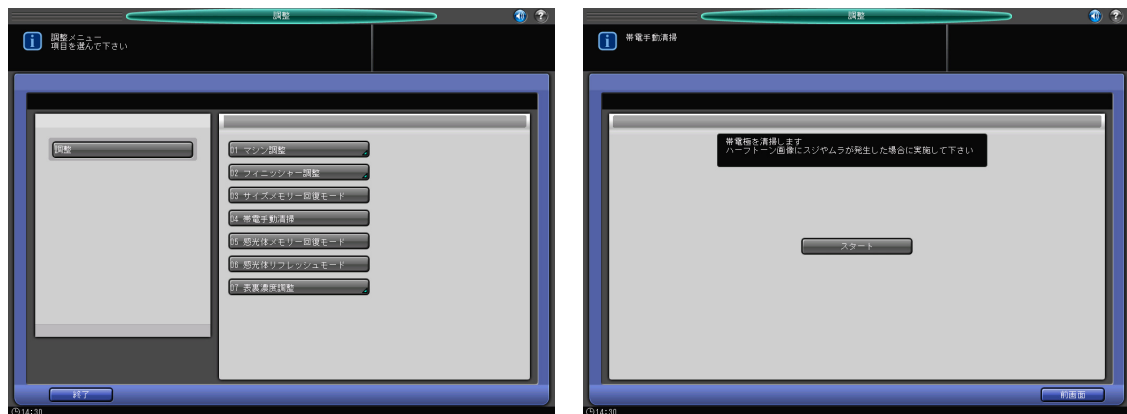 調整
調整メニュー
項目を選んで下さい
調整
01 マシン調整
02 フィニッシャー調整
03 サイズメモリー回復モード
04 帯電手動清掃
05 感光体メモリー回復モード
06 感光体リフレッシュモード
07 表裏濃度調整
終了
14:30
調整
帯電手動清掃
帯電極を清掃します
ハーフトーン画像にスジやムラが発生した場合に実施して下さい
スタート
前画面
14:30